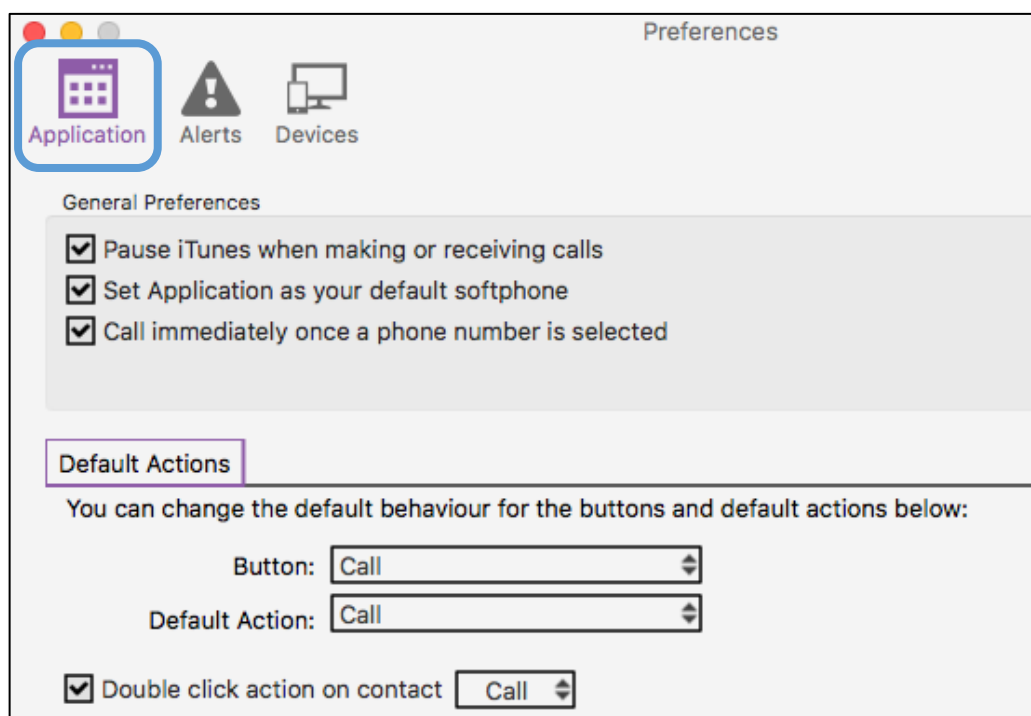 Preferences
Application Alerts Devices
General Preferences
Pause iTunes when making or receiving calls
Set Application as your default softphone
Call immediately once a phone number is selected
Default Actions
You can change the default behaviour for the buttons and default actions below:
Button: Call
Default Action: Call
Double click action on contact Call